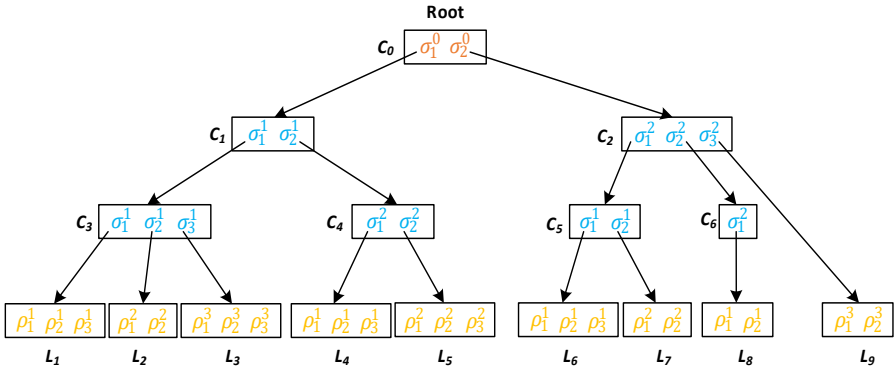 Root
C₀ σ₁⁰ σ₂⁰
C₁ σ₁¹ σ₂¹
C₂ σ₁² σ₂² σ₃²
C₃ σ₁¹ σ₂¹ σ₃¹
C₄ σ₁² σ₂²
C₅ σ₁¹ σ₂¹
C₆ σ₁²
ρ₁¹ ρ₂¹ ρ₃¹
ρ₁² ρ₂²
ρ₁³ ρ₂³ ρ₃³
ρ₁¹ ρ₂¹ ρ₃¹
ρ₁² ρ₂² ρ₃²
ρ₁¹ ρ₂¹ ρ₃¹
ρ₁² ρ₂²
ρ₁¹ ρ₂¹
ρ₁³ ρ₂³
L₁ L₂ L₃ L₄ L₅ L₆ L₇ L₈ L₉